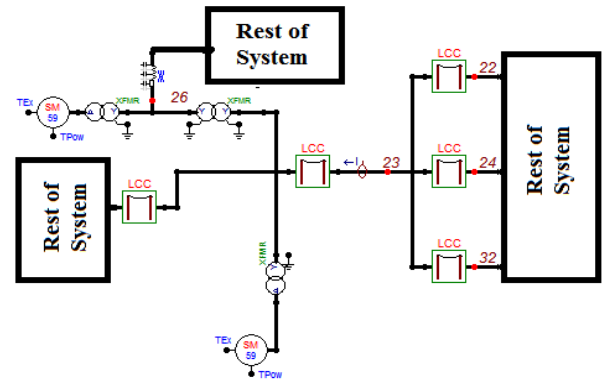 Rest of
System
26
XFMR
XFMR
TEx
SM
59
Δ
Y
Y
Y
TPow
LCC
22
LCC
I
23
LCC
24
Rest of
System
Rest of
System
LCC
LCC
32
XFMR
Y
Δ
TEx
SM
59
TPow